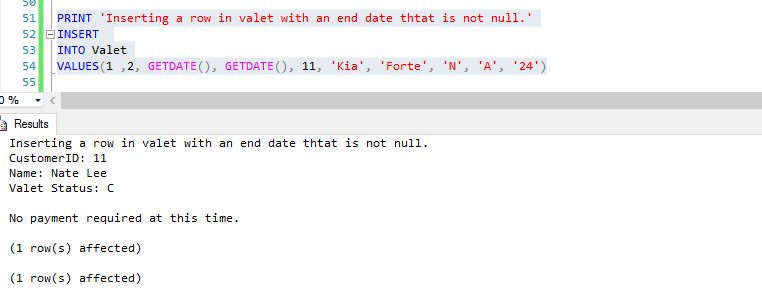 50
51 PRINT 'Inserting a row in valet with an end date thtat is not null.'
52 INSERT
53 INTO Valet
54 VALUES(1 ,2, GETDATE(), GETDATE(), 11, 'Kia', 'Forte', 'N', 'A', '24')
55
0 %
Results
Inserting a row in valet with an end date thtat is not null.
CustomerID: 11
Name: Nate Lee
Valet Status: C
No payment required at this time.
(1 row(s) affected)
(1 row(s) affected)